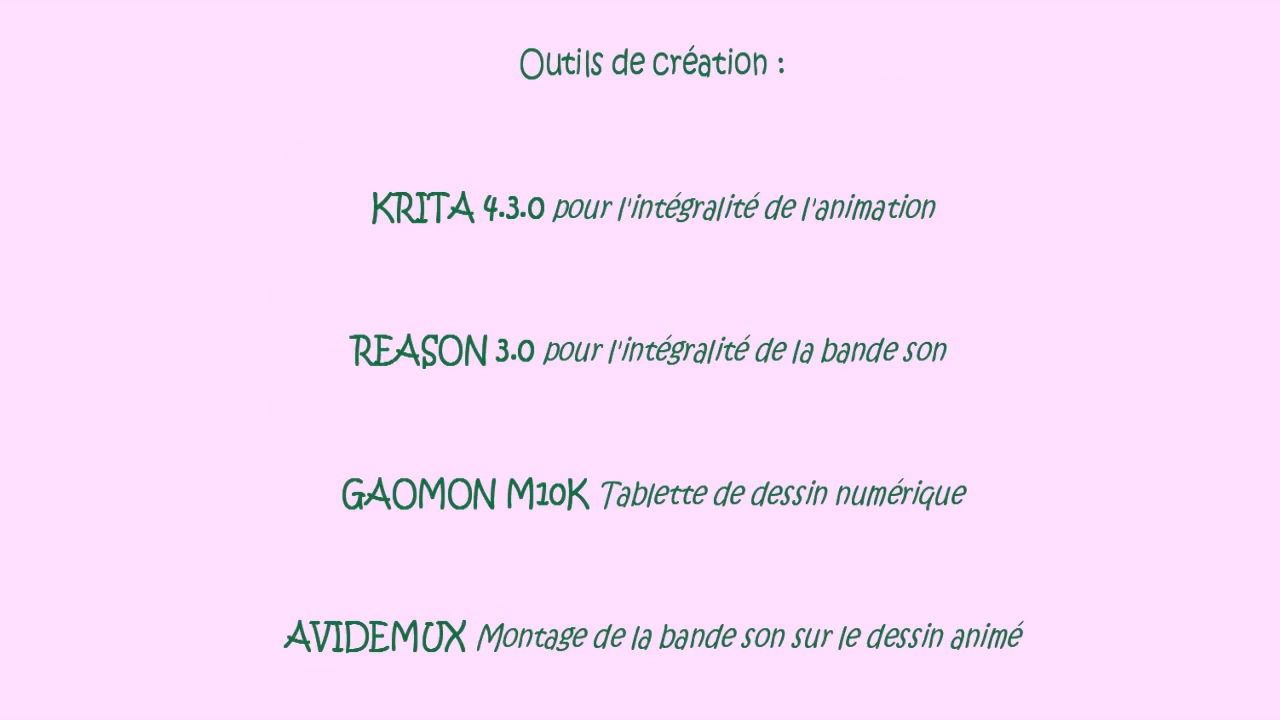 Outils de création :
KRITA 4.3.0 pour l'intégralité de l'animation
REASON 3.0 pour l'intégralité de la bande son
GAOMON M10K Tablette de dessin numérique
AVIDEMUX Montage de la bande son sur le dessin animé